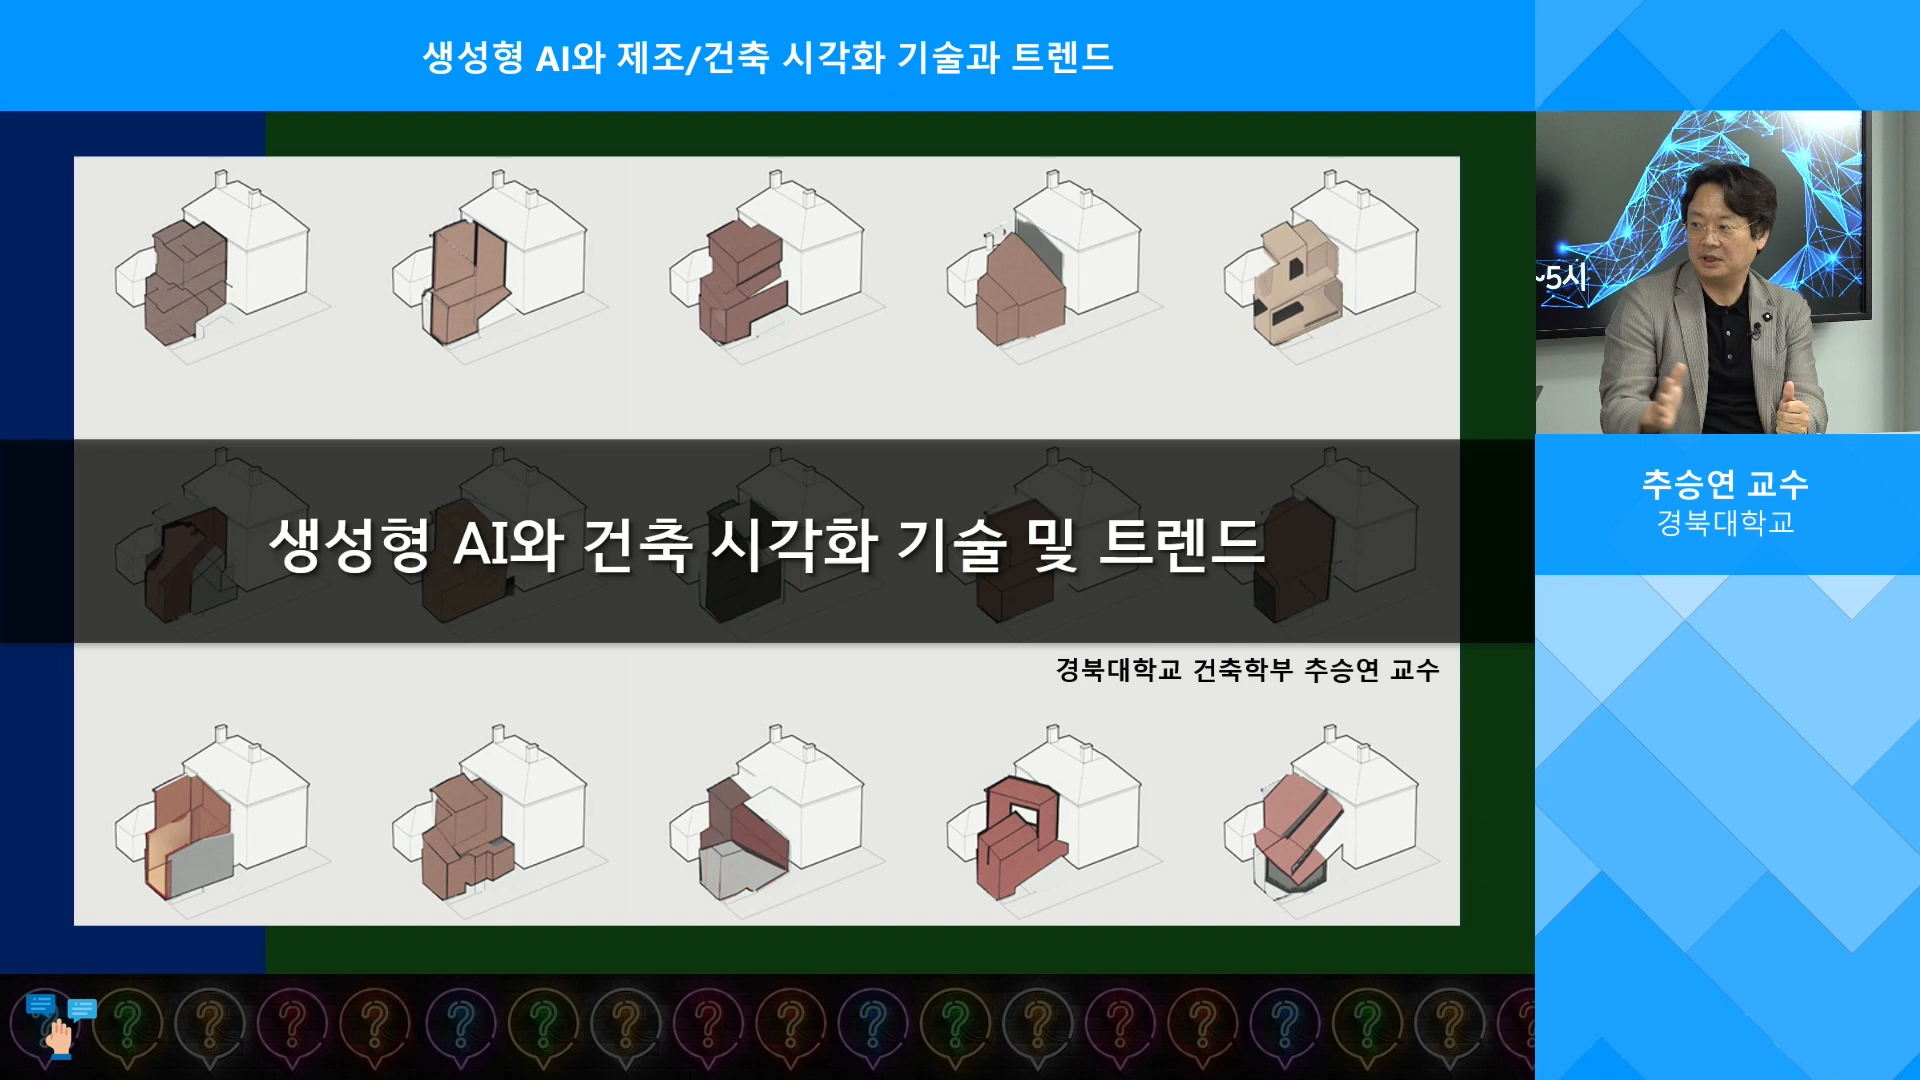 생성형 AI와 제조/건축 시각화 기술과 트렌드
~5시
추승연 교수
경북대학교
생성형 AI와 건축 시각화 기술 및 트렌드
경북대학교 건축학부 추승연 교수